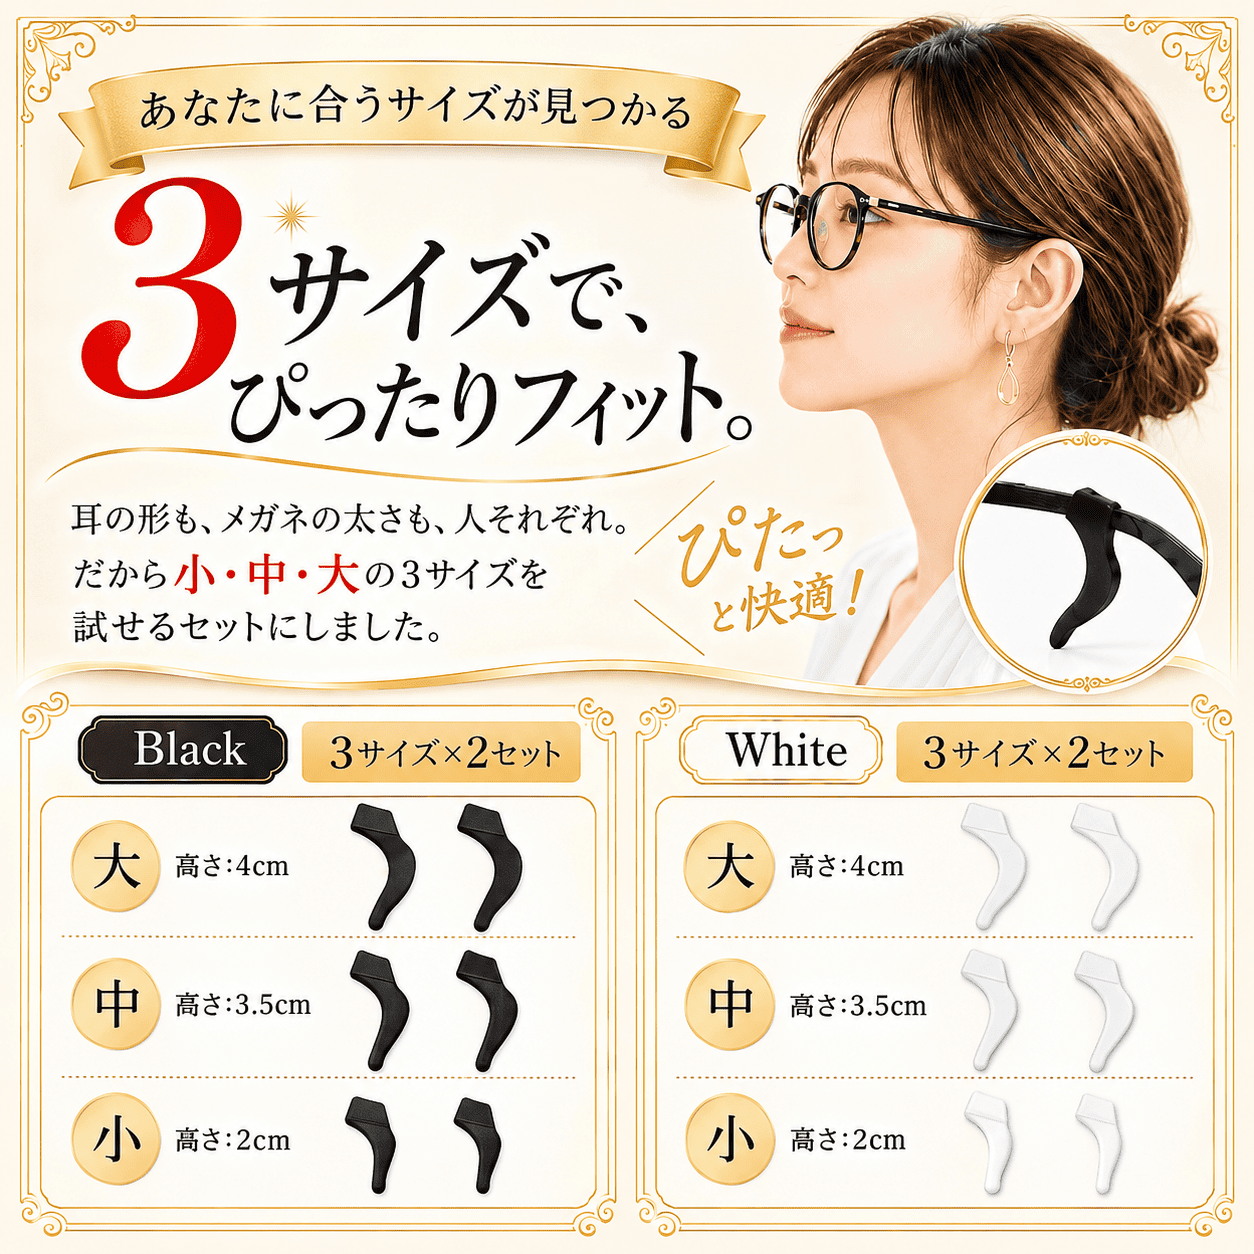 あなたに合うサイズが見つかる
3サイズで、
ぴったりフィット。
耳の形も、メガネの太さも、人それぞれ。
だから小・中・大の3サイズを
試せるセットにしました。
ぴたっ
と快適!
Black
3サイズ×2セット
大
高さ:4cm
中
高さ:3.5cm
小
高さ:2cm
White
3サイズ×2セット
大
高さ:4cm
中
高さ:3.5cm
小
高さ:2cm